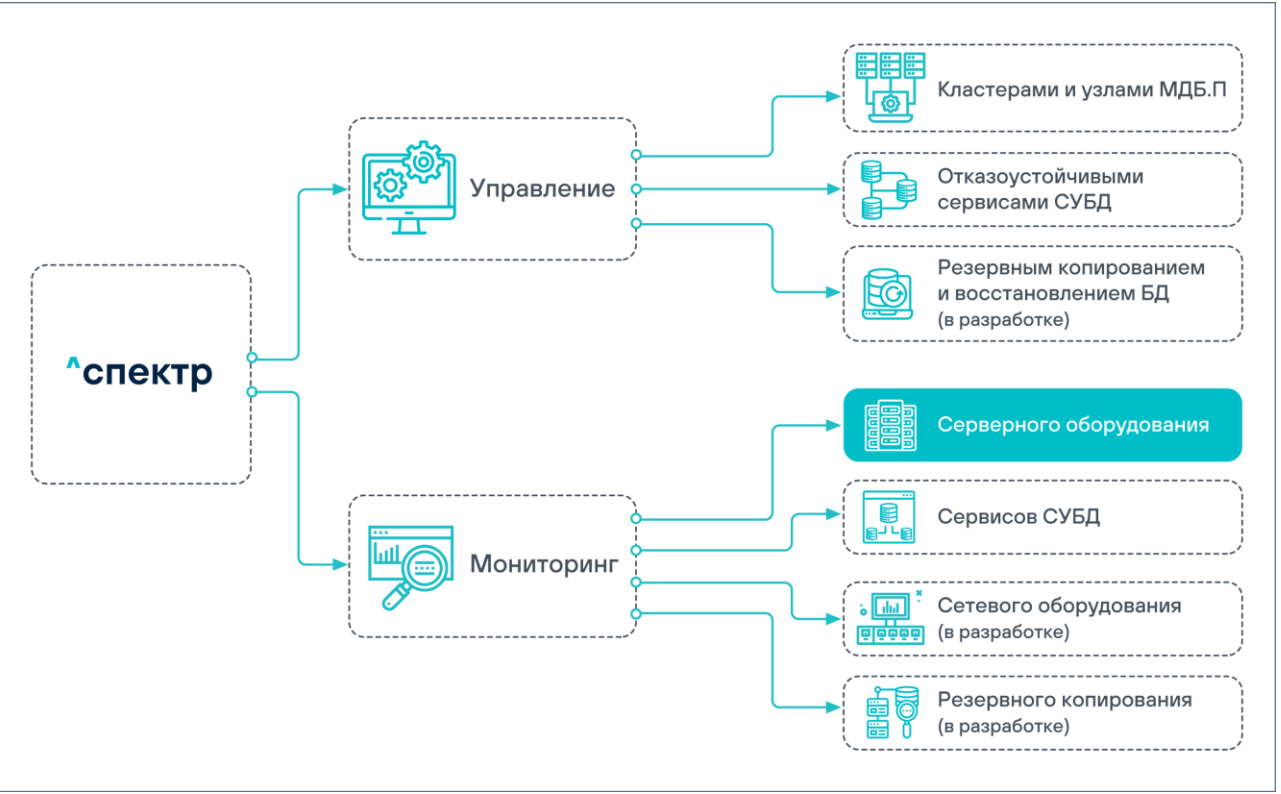 ^спектр
Управление
Кластерами и узлами МДБ.П
Отказоустойчивыми
сервисами СУБД
Резервным копированием
и восстановлением БД
(в разработке)
Мониторинг
Серверного оборудования
Сервисов СУБД
Сетевого оборудования
(в разработке)
Резервного копирования
(в разработке)